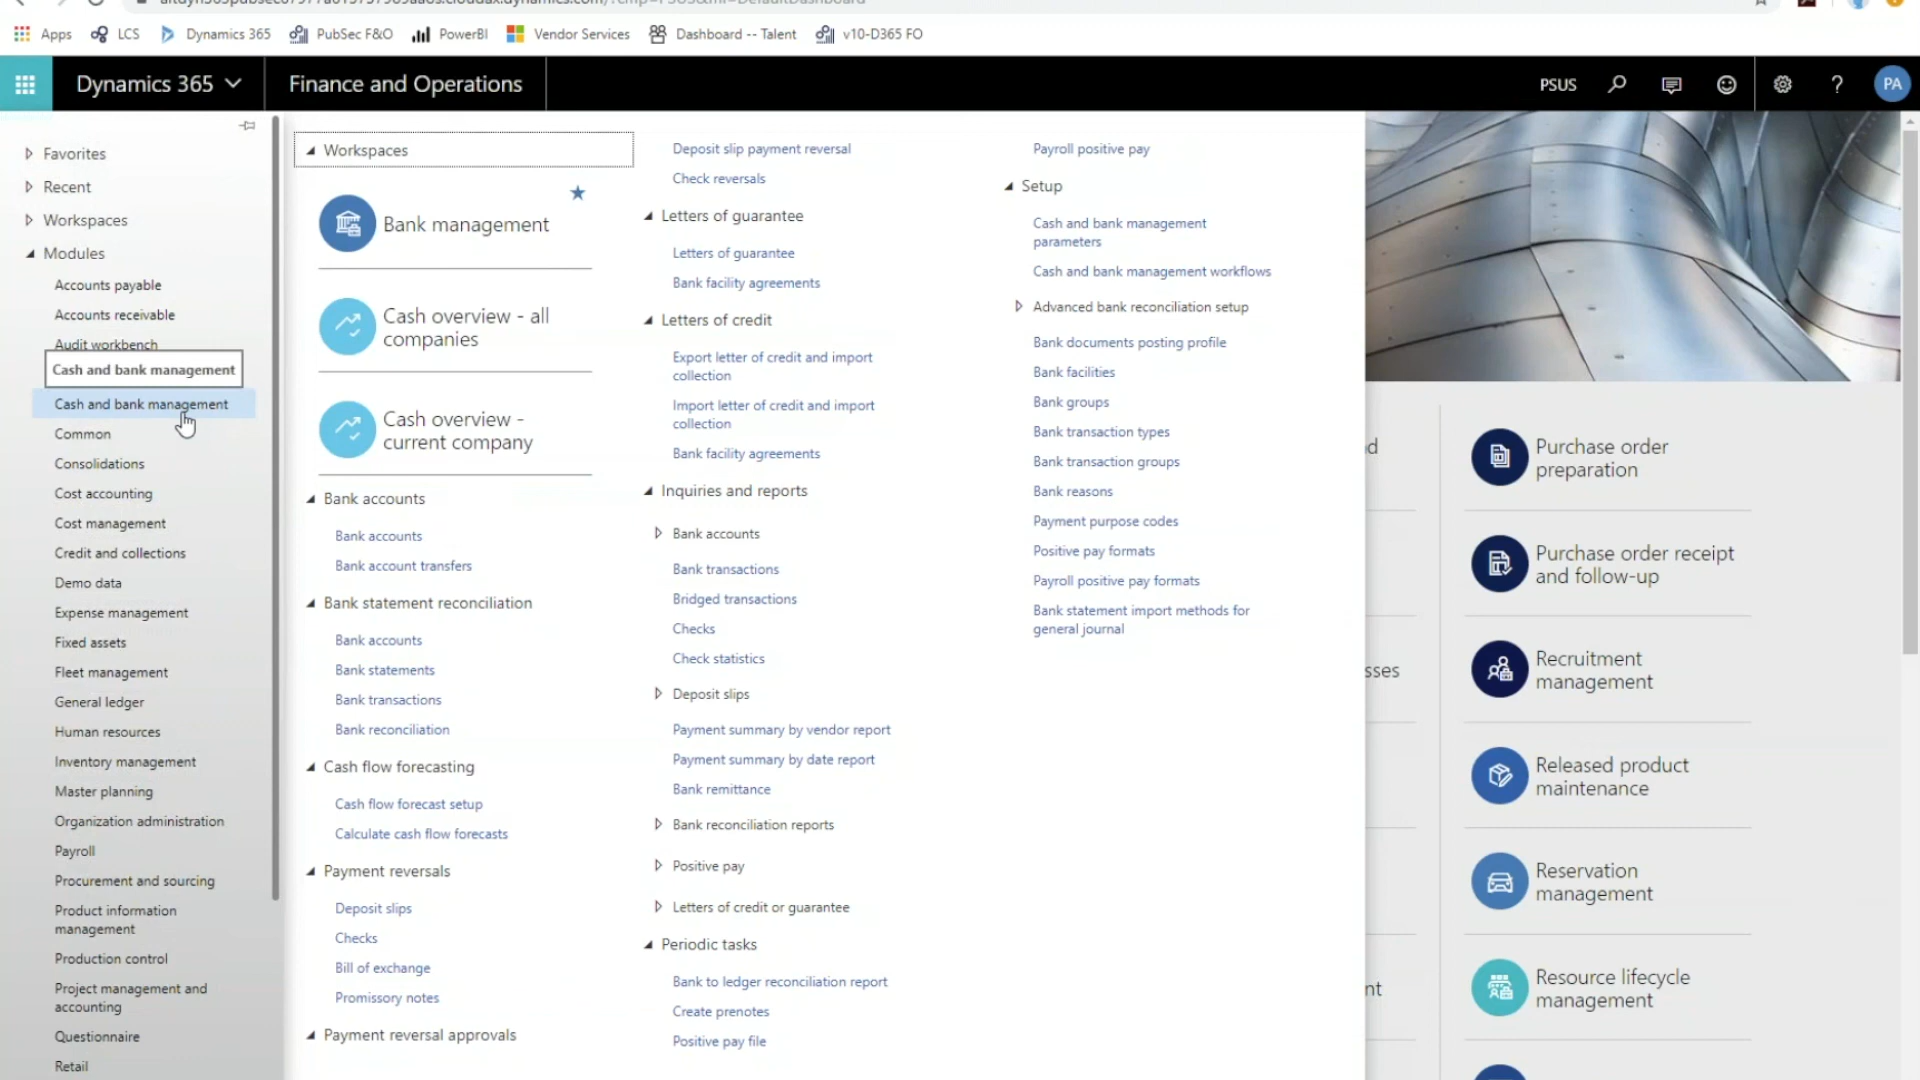 Apps
LCS
Dynamics 365
PubSec F&O
PowerBI
Vendor Services
Dashboard -- Talent
v10-D365 FO
Dynamics 365
Finance and Operations
PSUS
?
PA
Favorites
Recent
Workspaces
Modules
Accounts payable
Accounts receivable
Audit workbench
Cash and bank management
Cash and bank management
Common
Consolidations
Cost accounting
Cost management
Credit and collections
Demo data
Expense management
Fixed assets
Fleet management
General ledger
Human resources
Inventory management
Master planning
Organization administration
Payroll
Procurement and sourcing
Product information
management
Production control
Project management and
accounting
Questionnaire
Retail
Workspaces
Bank management
Cash overview - all
companies
Cash overview -
current company
Bank accounts
Bank accounts
Bank account transfers
Bank statement reconciliation
Bank accounts
Bank statements
Bank transactions
Bank reconciliation
Cash flow forecasting
Cash flow forecast setup
Calculate cash flow forecasts
Payment reversals
Deposit slips
Checks
Bill of exchange
Promissory notes
Payment reversal approvals
Deposit slip payment reversal
Check reversals
Letters of guarantee
Letters of guarantee
Bank facility agreements
Letters of credit
Export letter of credit and import
collection
Import letter of credit and import
collection
Bank facility agreements
Inquiries and reports
Bank accounts
Bank transactions
Bridged transactions
Checks
Check statistics
Deposit slips
Payment summary by vendor report
Payment summary by date report
Bank remittance
Bank reconciliation reports
Positive pay
Letters of credit or guarantee
Periodic tasks
Bank to ledger reconciliation report
Create prenotes
Positive pay file
Payroll positive pay
Setup
Cash and bank management
parameters
Cash and bank management workflows
Advanced bank reconciliation setup
Bank documents posting profile
Bank facilities
Bank groups
Bank transaction types
Bank transaction groups
Bank reasons
Payment purpose codes
Positive pay formats
Payroll positive pay formats
Bank statement import methods for
general journal
Purchase order
preparation
Purchase order receipt
and follow-up
Recruitment
management
Released product
maintenance
Reservation
management
Resource lifecycle
management